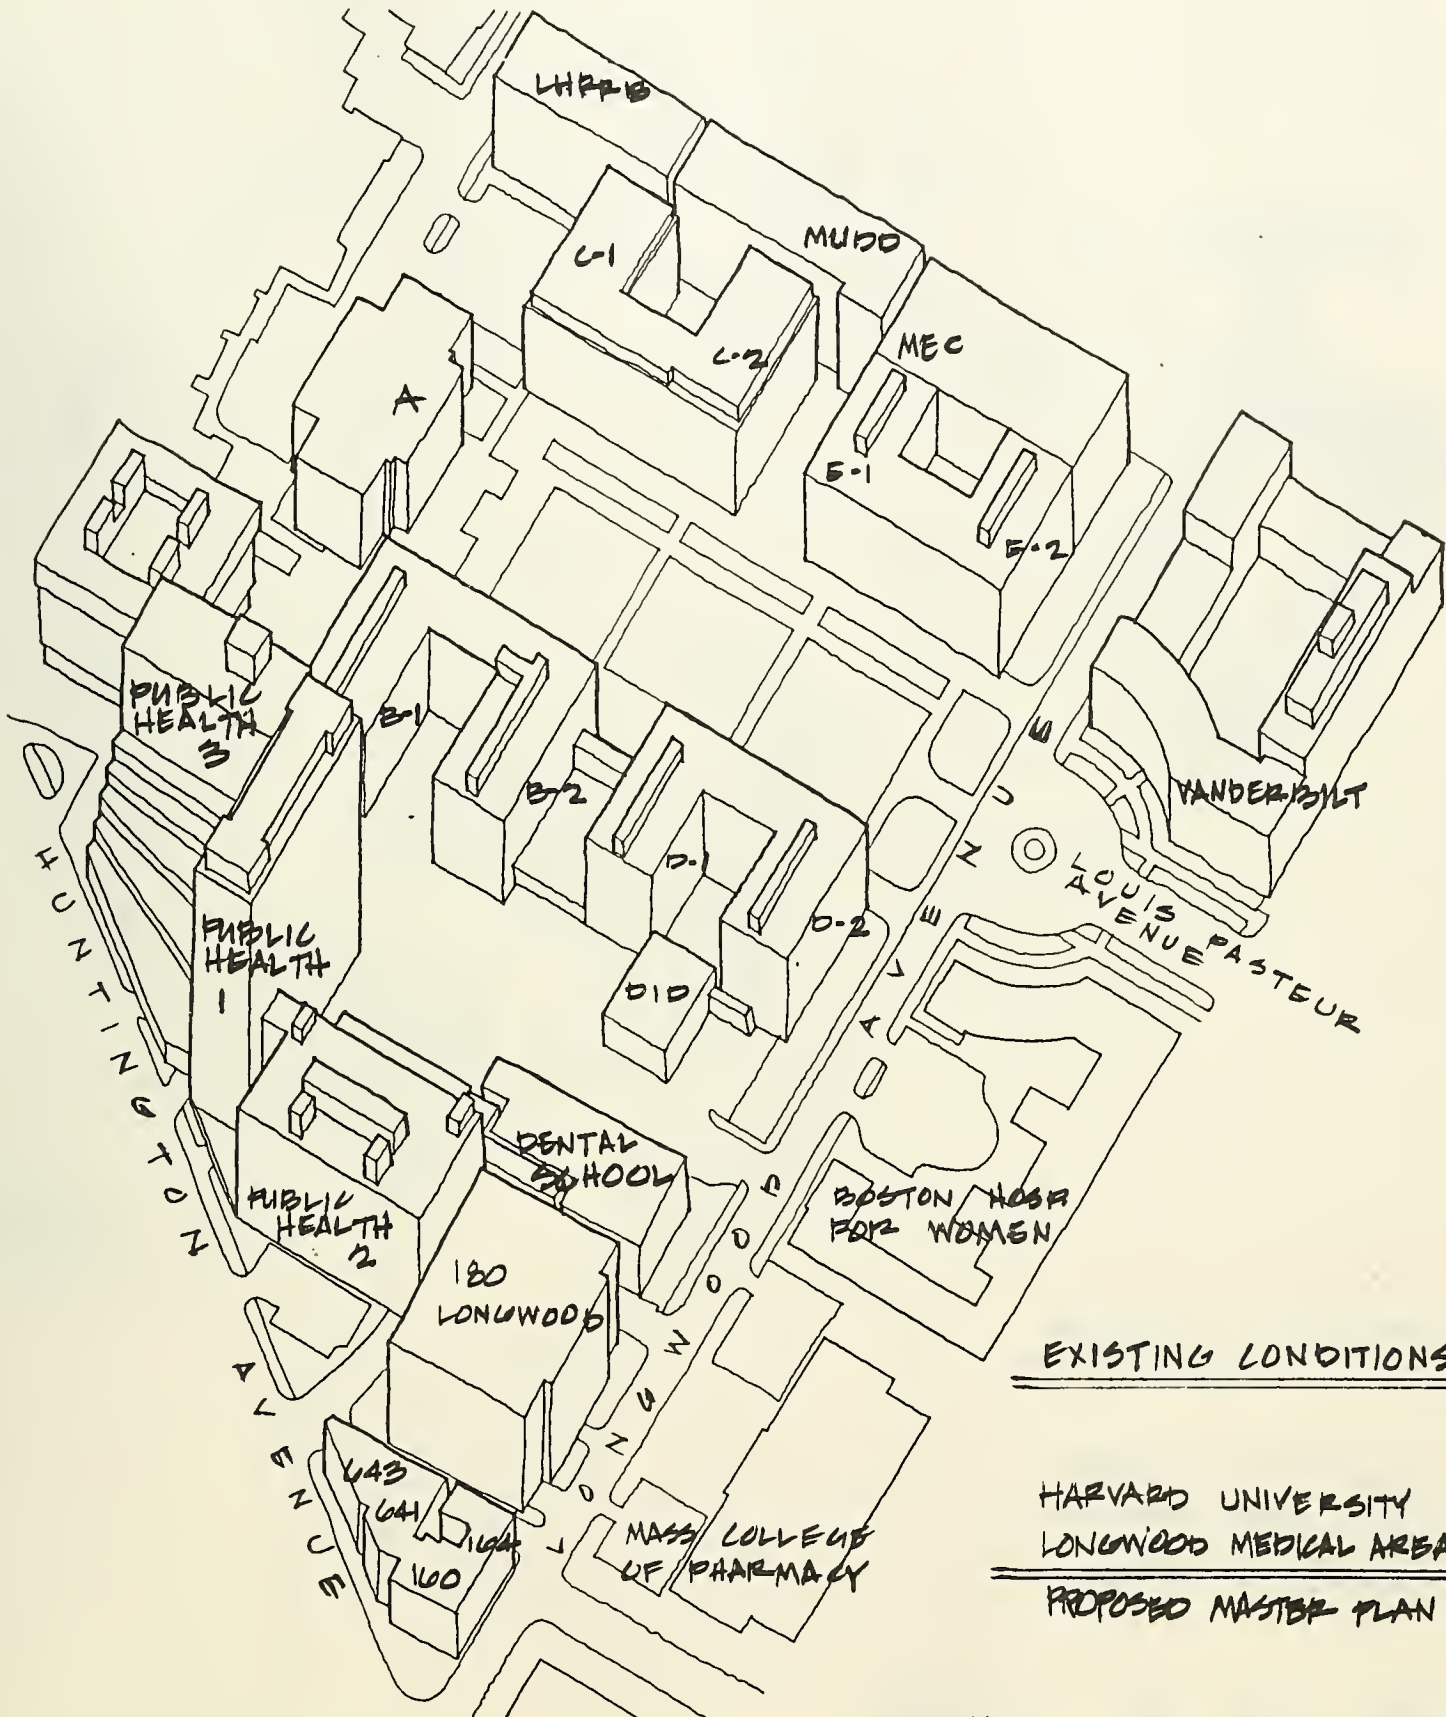 LHRRB
MUDD
C-1
C-2
MEC
A
E-1
E-2
PUBLIC
HEALTH
3
B-1
B-2
VANDERBILT
D-1
D-2
LOUIS PASTEUR
AVENUE
PUBLIC
HEALTH
1
DID
DENTAL
SCHOOL
PUBLIC
HEALTH
2
BOSTON HOSP
FOR WOMEN
180
LONGWOOD
HUNTINGTON AVENUE
LONGWOOD AVENUE
643
641
164
160
MASS COLLEGE
OF PHARMACY
EXISTING CONDITIONS
HARVARD UNIVERSITY
LONGWOOD MEDICAL AREA
PROPOSED MASTER PLAN